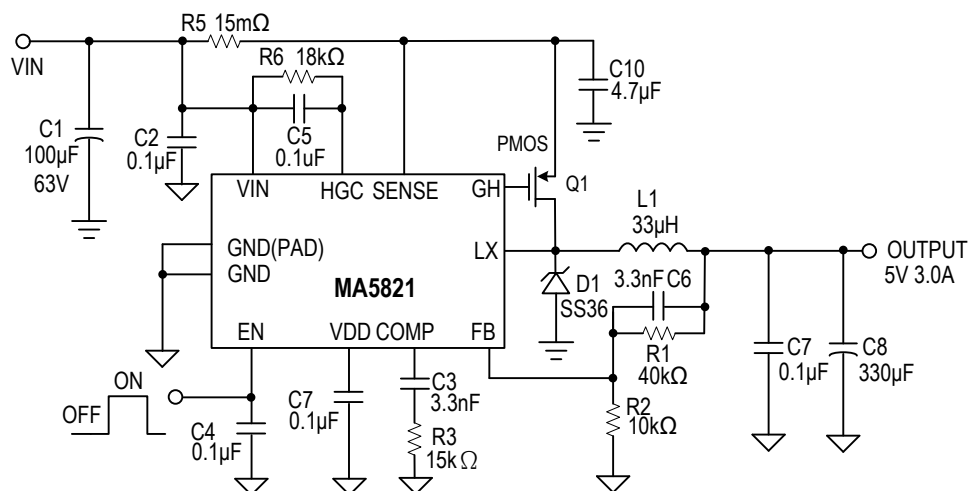 R5 15mΩ
VIN
R6 18kΩ
C10
4.7µF
C1
100µF
63V
C2
0.1µF
C5
0.1uF
PMOS
Q1
VIN HGC SENSE GH
L1
33µH
GND(PAD)
GND
LX
OUTPUT
5V 3.0A
MA5821
D1
SS36
3.3nF C6
EN VDD COMP FB
R1
40kΩ
C7
0.1µF
C8
330µF
ON
OFF
C4
0.1µF
C7
0.1µF
C3
3.3nF
R3
15kΩ
R2
10kΩ